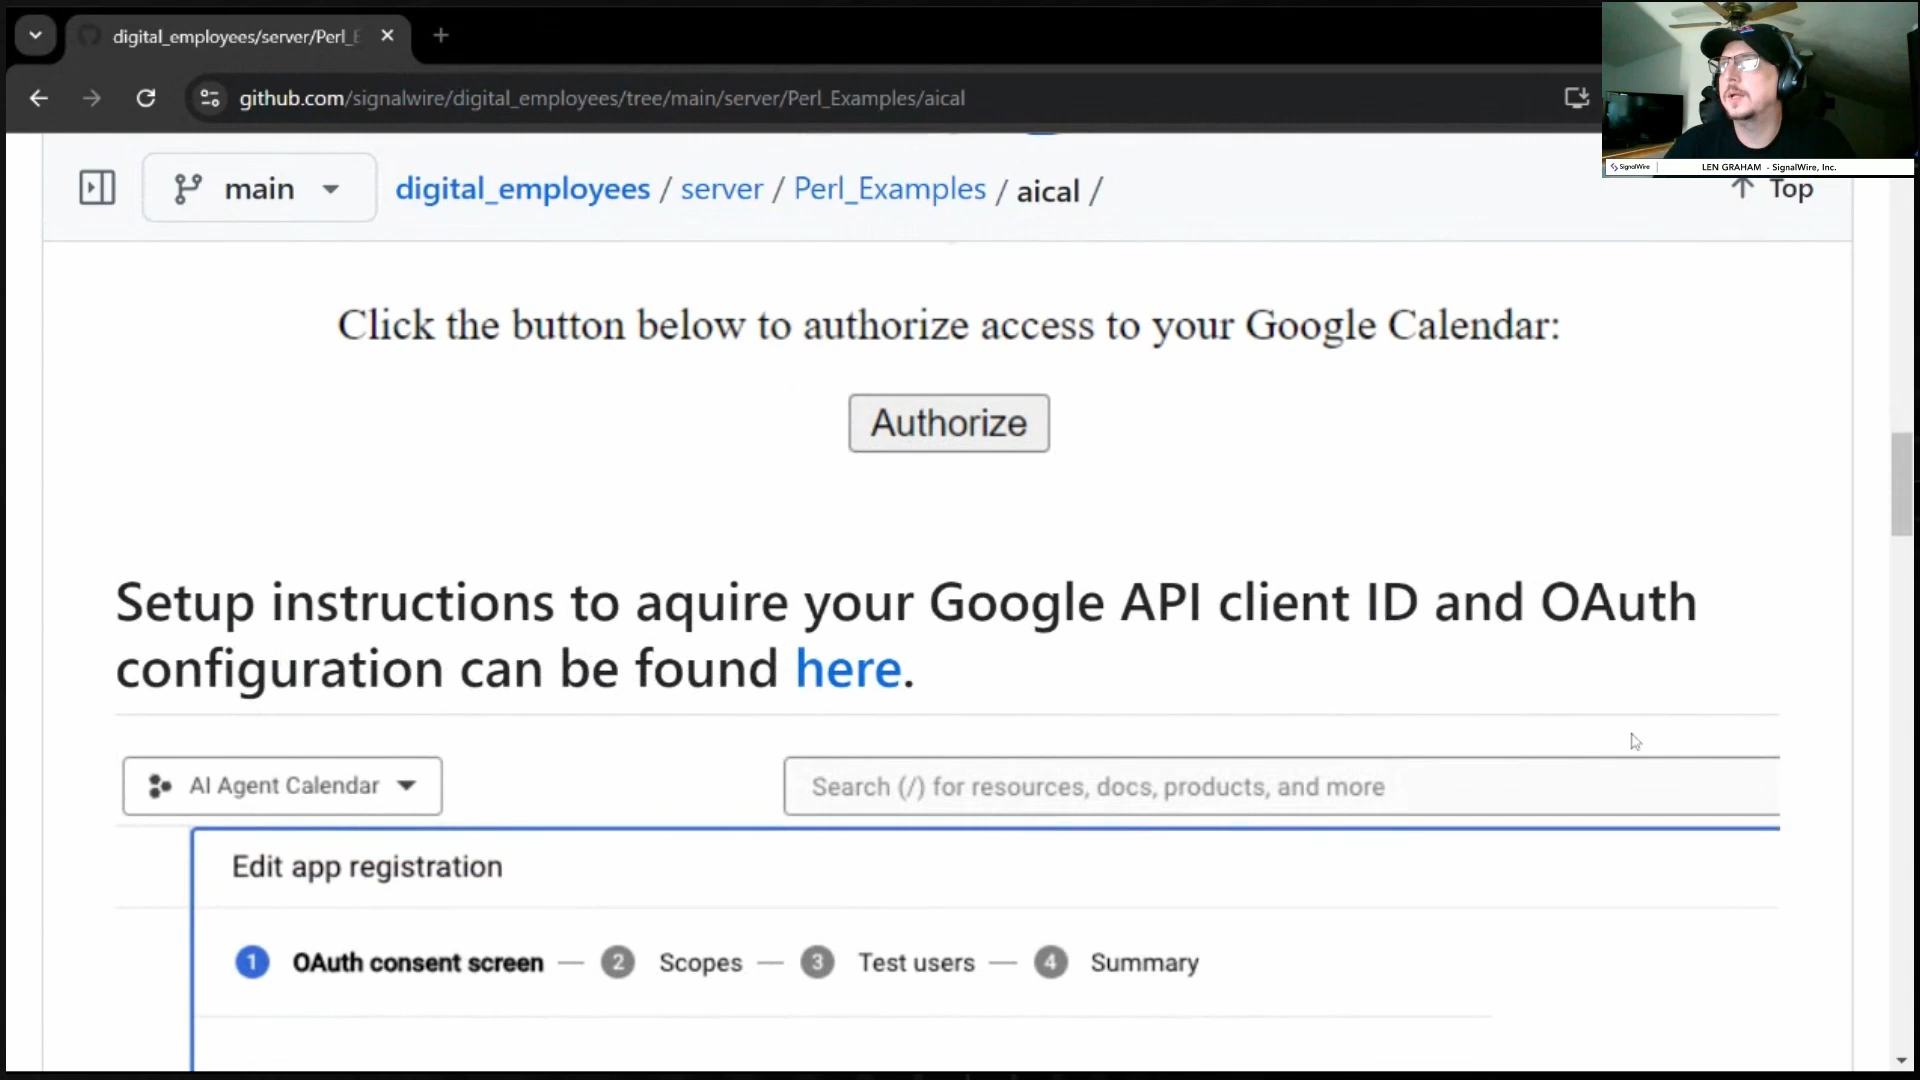 digital_employees/server/Perl_E
github.com/signalwire/digital_employees/tree/main/server/Perl_Examples/aical
SignalWire
LEN GRAHAM - SignalWire, Inc.
main
digital_employees / server / Perl_Examples / aical /
Top
Click the button below to authorize access to your Google Calendar:
Authorize
Setup instructions to aquire your Google API client ID and OAuth
configuration can be found here.
AI Agent Calendar
Search (/) for resources, docs, products, and more
Edit app registration
1 OAuth consent screen — 2 Scopes — 3 Test users — 4 Summary